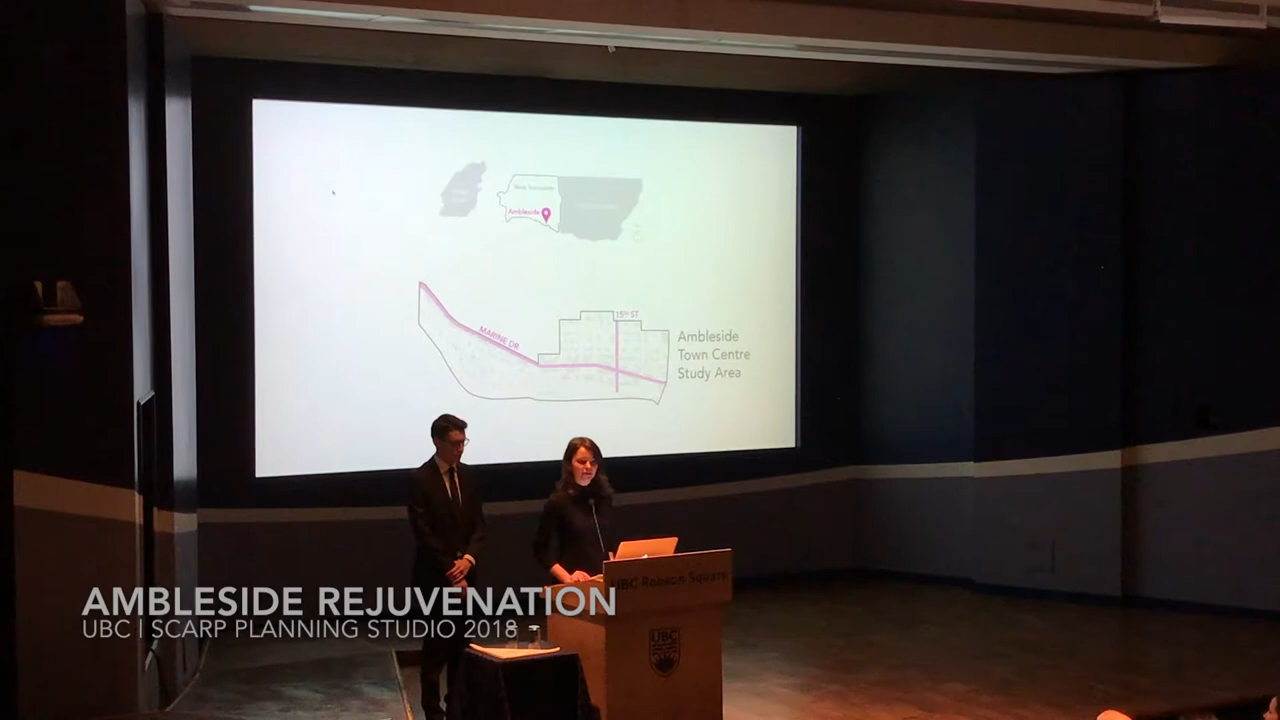 West Vancouver
Ambleside
15TH ST
MARINE DR
Ambleside
Town Centre
Study Area
UBC Robson Square
AMBLESIDE REJUVENATION
UBC | SCARP PLANNING STUDIO 2018
UBC